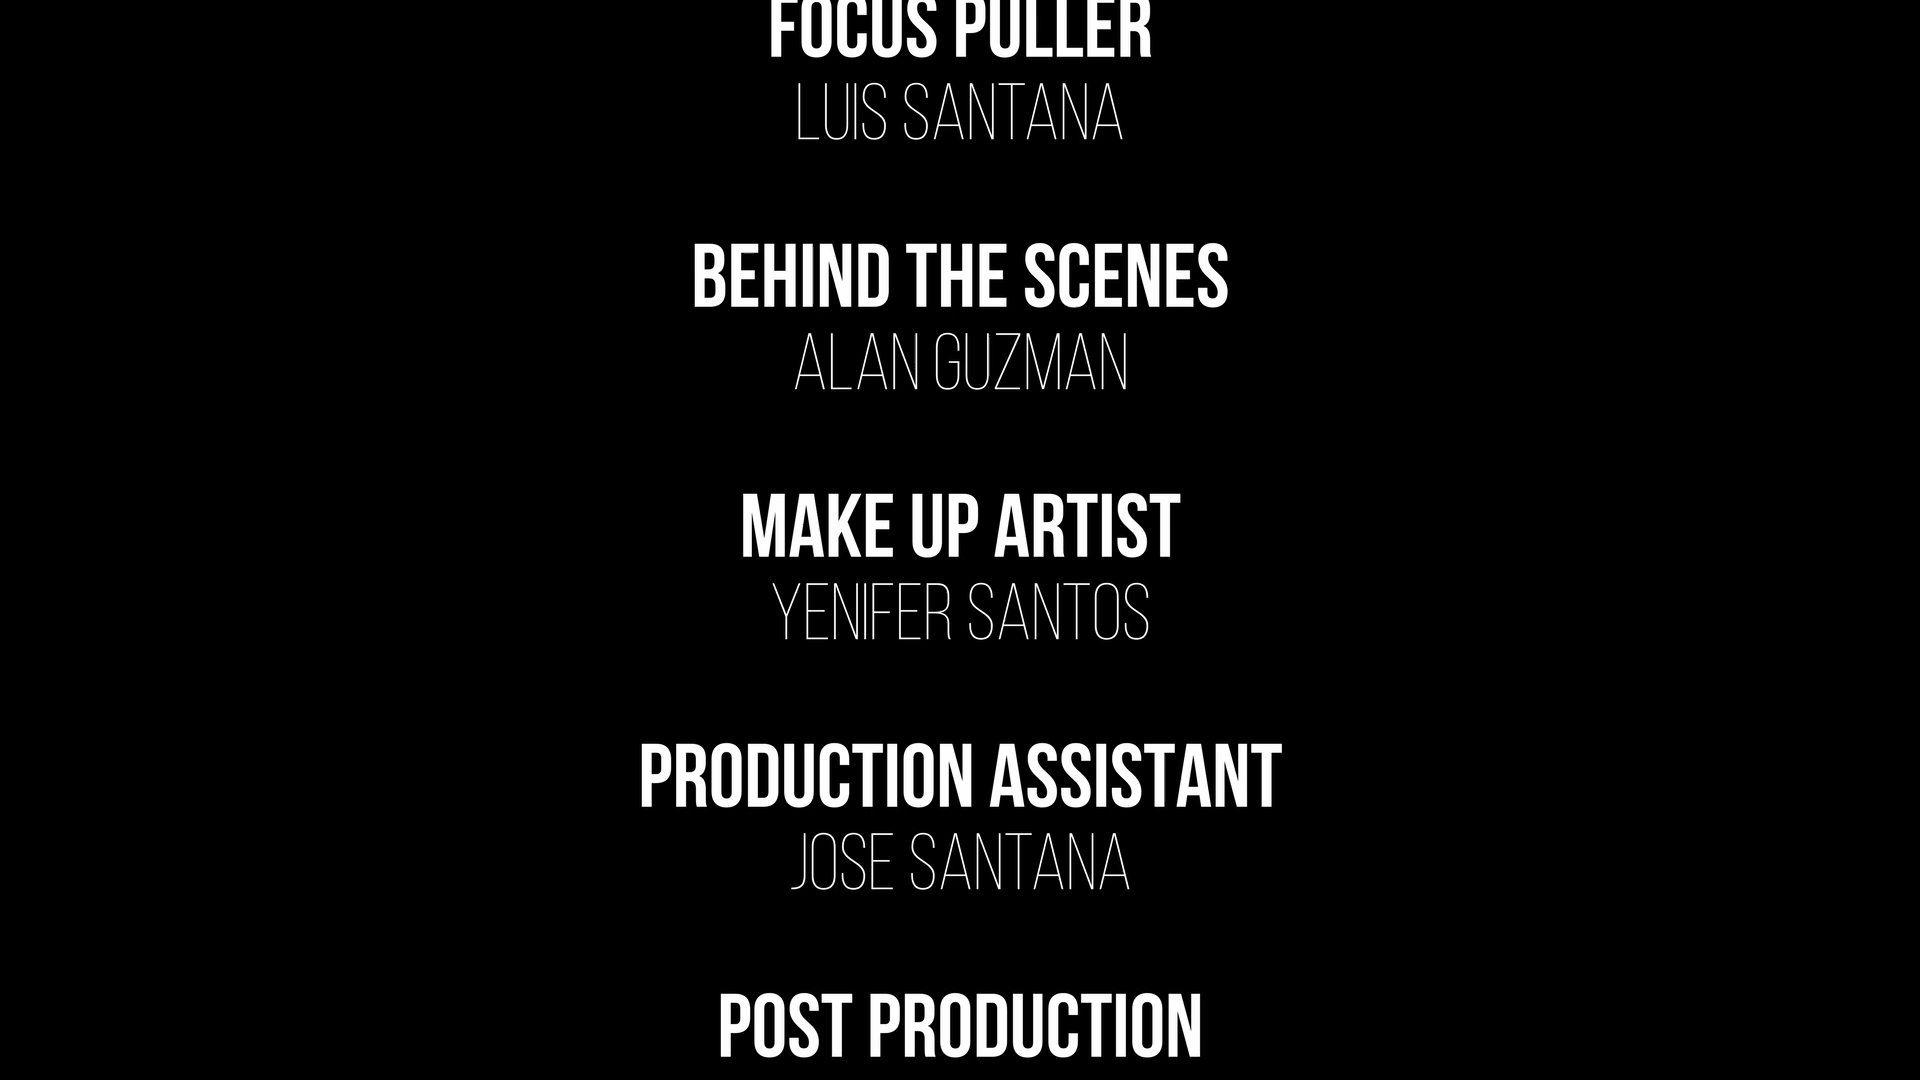 FOCUS PULLER
LUIS SANTANA
BEHIND THE SCENES
ALAN GUZMAN
MAKE UP ARTIST
YENIFER SANTOS
PRODUCTION ASSISTANT
JOSE SANTANA
POST PRODUCTION